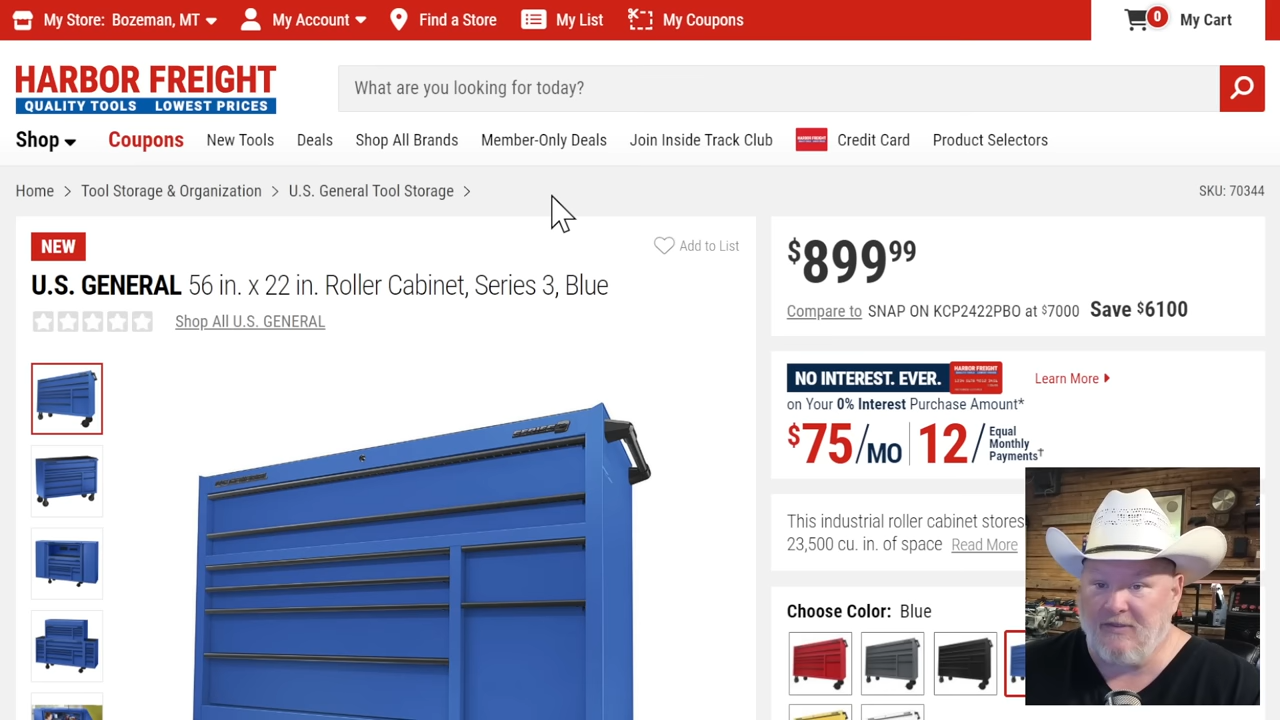 My Store: Bozeman, MT
My Account
Find a Store
My List
My Coupons
0
My Cart
HARBOR FREIGHT
QUALITY TOOLS LOWEST PRICES
What are you looking for today?
Shop
Coupons
New Tools
Deals
Shop All Brands
Member-Only Deals
Join Inside Track Club
Credit Card
Product Selectors
Home > Tool Storage & Organization > U.S. General Tool Storage >
SKU: 70344
NEW
Add to List
U.S. GENERAL 56 in. x 22 in. Roller Cabinet, Series 3, Blue
Shop All U.S. GENERAL
$899 99
Compare to SNAP ON KCP2422PBO at $7000 Save $6100
NO INTEREST. EVER.
HARBOR FREIGHT
Learn More
on Your 0% Interest Purchase Amount*
$75/MO
12/
Equal
Monthly
Payments†
This industrial roller cabinet stores
23,500 cu. in. of space Read More
Choose Color: Blue